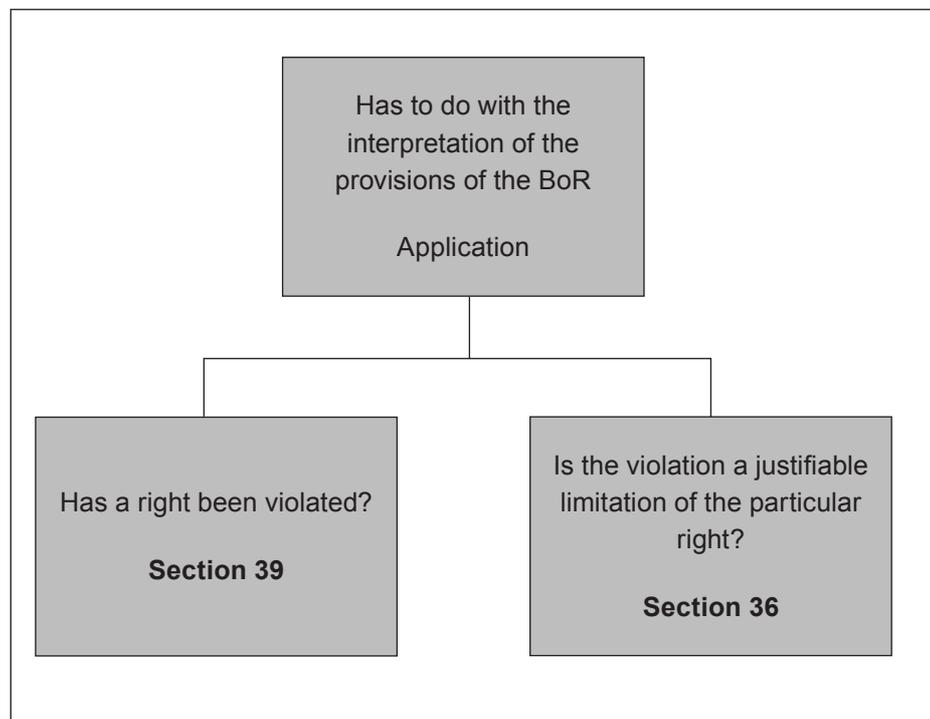 Has to do with the
interpretation of the
provisions of the BoR
Application
Has a right been violated?
Section 39
Is the violation a justifiable
limitation of the particular
right?
Section 36